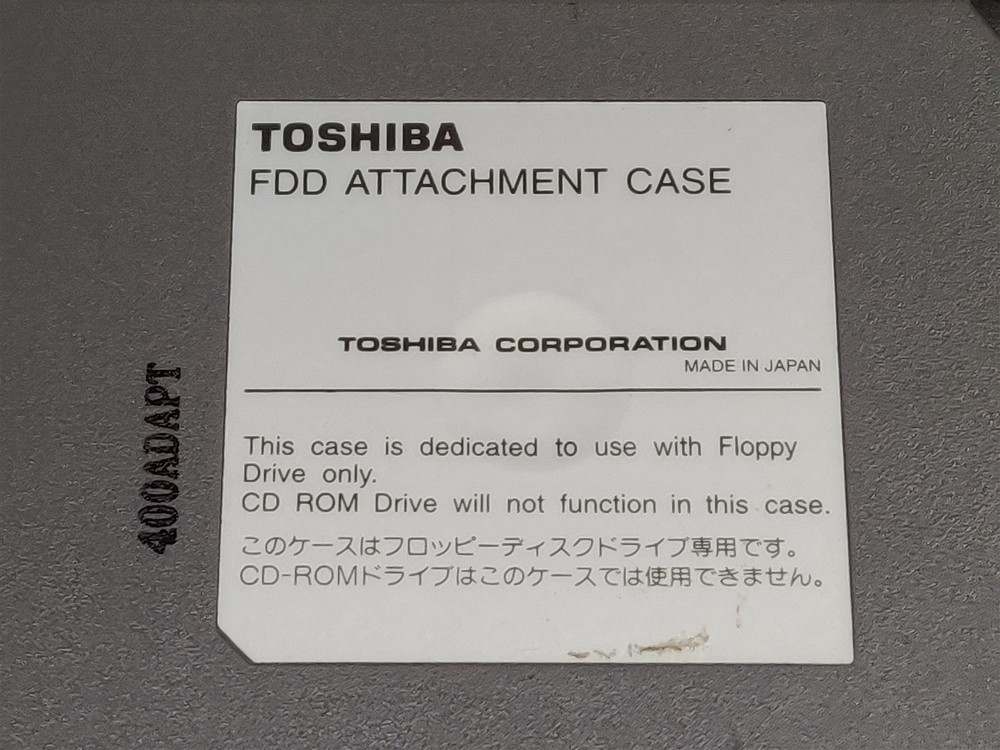 TOSHIBA
FDD ATTACHMENT CASE
TOSHIBA CORPORATION
MADE IN JAPAN
This case is dedicated to use with Floppy
Drive only.
CD ROM Drive will not function in this case.
このケースはフロッピーディスクドライブ専用です。
CD-ROMドライブはこのケースでは使用できません。
400ADAPT